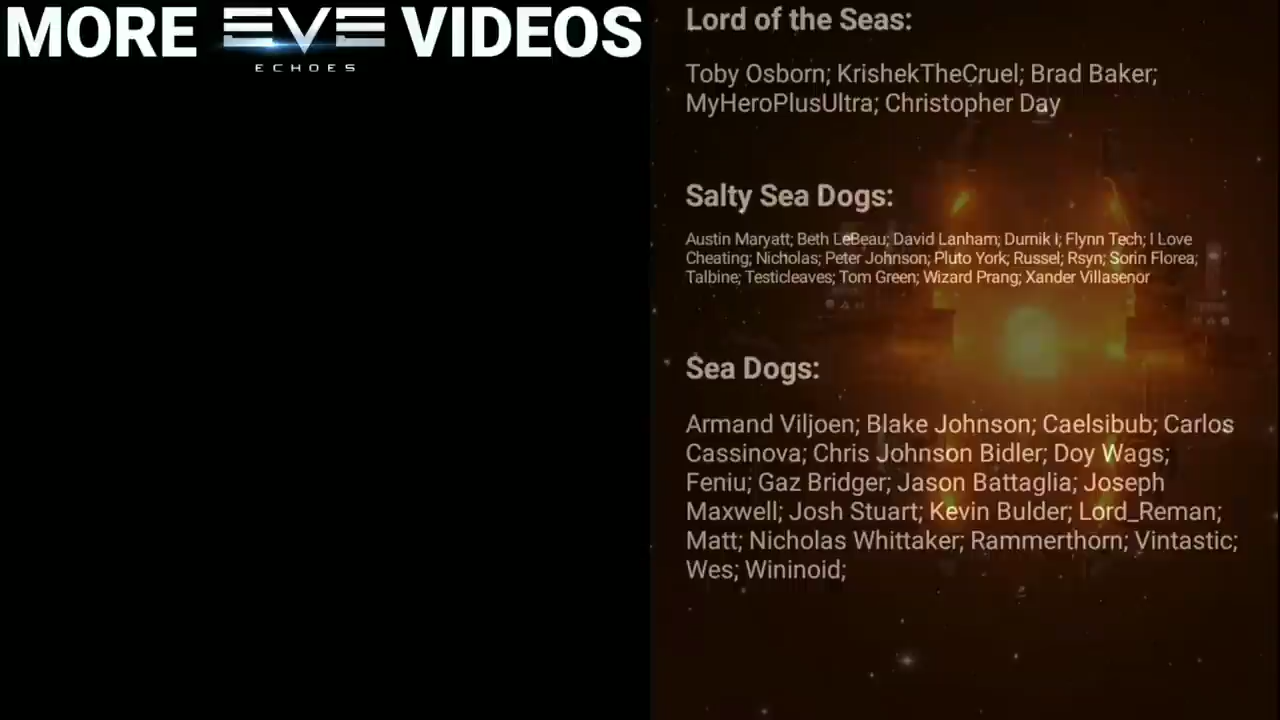 MORE EVE VIDEOS
ECHOES
Lord of the Seas:
Toby Osborn; KrishekTheCruel; Brad Baker;
MyHeroPlusUltra; Christopher Day
Salty Sea Dogs:
Austin Maryatt; Beth LeBeau; David Lanham; Durnik I; Flynn Tech; I Love
Cheating; Nicholas; Peter Johnson; Pluto York; Russel; Rsyn; Sorin Florea;
Talbine; Testicleaves; Tom Green; Wizard Prang; Xander Villasenor
Sea Dogs:
Armand Viljoen; Blake Johnson; Caelsibub; Carlos
Cassinova; Chris Johnson Bidler; Doy Wags;
Feniu; Gaz Bridger; Jason Battaglia; Joseph
Maxwell; Josh Stuart; Kevin Bulder; Lord_Reman;
Matt; Nicholas Whittaker; Rammerthorn; Vintastic;
Wes; Wininoid;